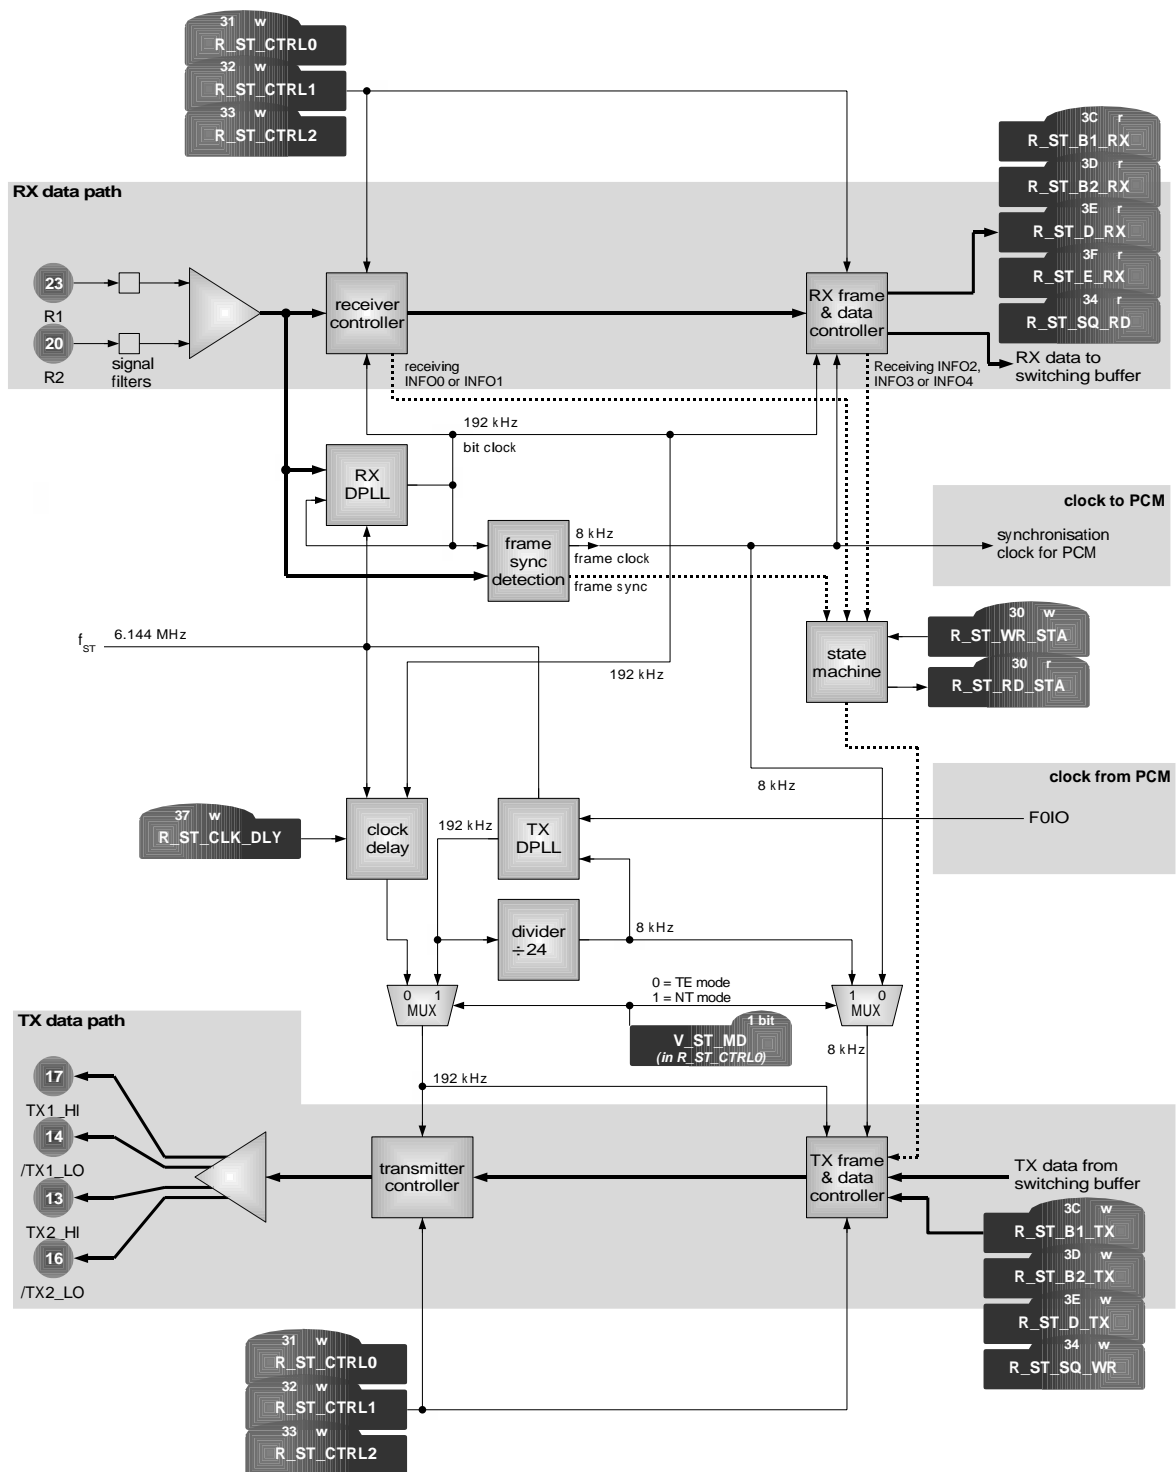 31 w
R_ST_CTRL0
32 w
R_ST_CTRL1
33 w
R_ST_CTRL2
3C r
R_ST_B1_RX
3D r
R_ST_B2_RX
3E r
R_ST_D_RX
3F r
R_ST_E_RX
34 r
R_ST_SQ_RD
RX data path
23
R1
20
R2
signal
filters
receiver
controller
RX frame
& data
controller
receiving
INFO0 or INFO1
Receiving INFO2,
INFO3 or INFO4
RX data to
switching buffer
192 kHz
bit clock
RX
DPLL
frame
sync
detection
8 kHz
frame clock
frame sync
clock to PCM
synchronisation
clock for PCM
fST
6.144 MHz
192 kHz
state
machine
30 w
R_ST_WR_STA
30 r
R_ST_RD_STA
8 kHz
clock from PCM
F0IO
37 w
R_ST_CLK_DLY
clock
delay
192 kHz
TX
DPLL
divider
÷24
8 kHz
0 1
MUX
0 = TE mode
1 = NT mode
1 0
MUX
1 bit
V_ST_MD
(in R_ST_CTRL0)
8 kHz
192 kHz
TX data path
17
TX1_HI
14
/TX1_LO
13
TX2_HI
16
/TX2_LO
transmitter
controller
TX frame
& data
controller
TX data from
switching buffer
3C w
R_ST_B1_TX
3D w
R_ST_B2_TX
3E w
R_ST_D_TX
34 w
R_ST_SQ_WR
31 w
R_ST_CTRL0
32 w
R_ST_CTRL1
33 w
R_ST_CTRL2